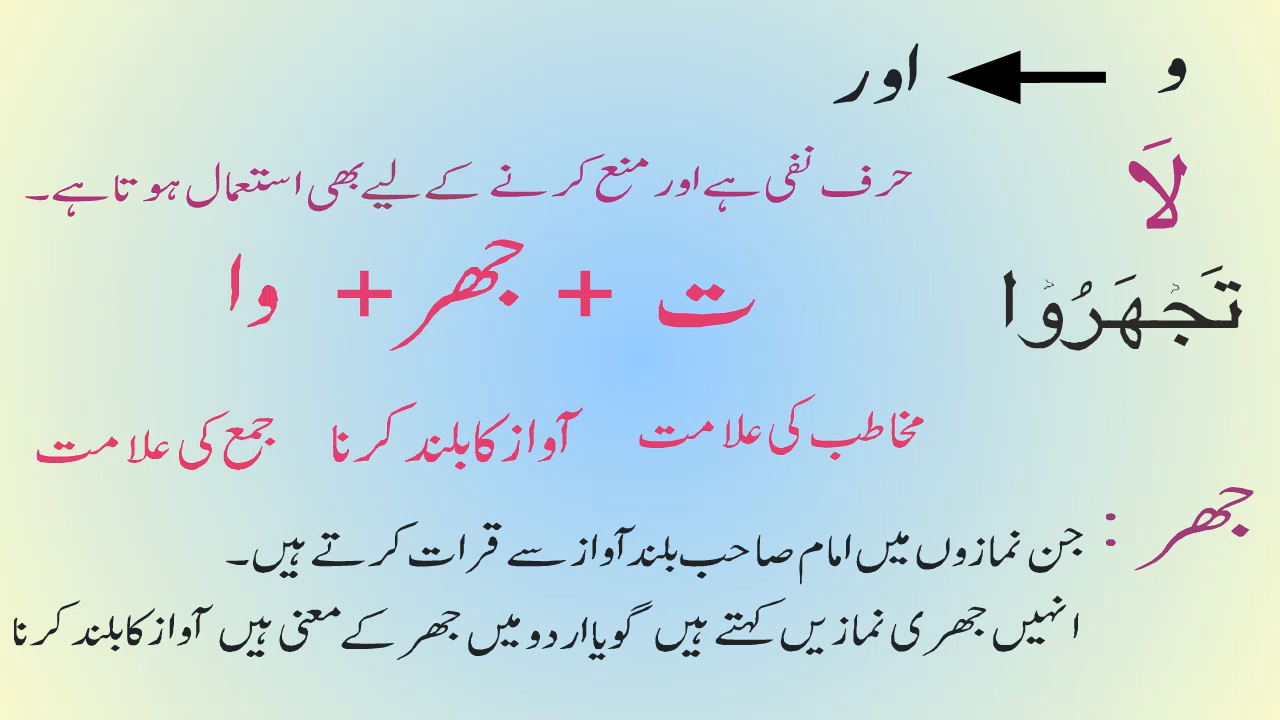 و ← اور
لَا حرف نفی ہے اور منع کرنے کے لیے بھی استعمال ہوتا ہے۔
تَجۡهَرُوۡا ت + جھر + وا
مخاطب کی علامت آواز کا بلند کرنا جمع کی علامت
جھر : جن نمازوں میں امام صاحب بلند آواز سے قرات کرتے ہیں۔
انہیں جھری نمازیں کہتے ہیں گویا اردو میں جھر کے معنی ہیں آواز کا بلند کرنا